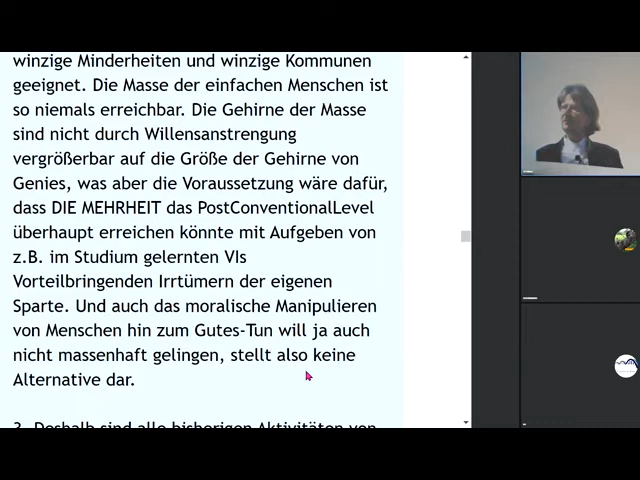 winzige Minderheiten und winzige Kommunen
geeignet. Die Masse der einfachen Menschen ist
so niemals erreichbar. Die Gehirne der Masse
sind nicht durch Willensanstrengung
vergrößerbar auf die Größe der Gehirne von
Genies, was aber die Voraussetzung wäre dafür,
dass DIE MEHRHEIT das PostConventionalLevel
überhaupt erreichen könnte mit Aufgeben von
z.B. im Studium gelernten VIs
Vorteilbringenden Irrtümern der eigenen
Sparte. Und auch das moralische Manipulieren
von Menschen hin zum Gutes-Tun will ja auch
nicht massenhaft gelingen, stellt also keine
Alternative dar.
3. Deshalb sind alle bisherigen Aktivitäten von